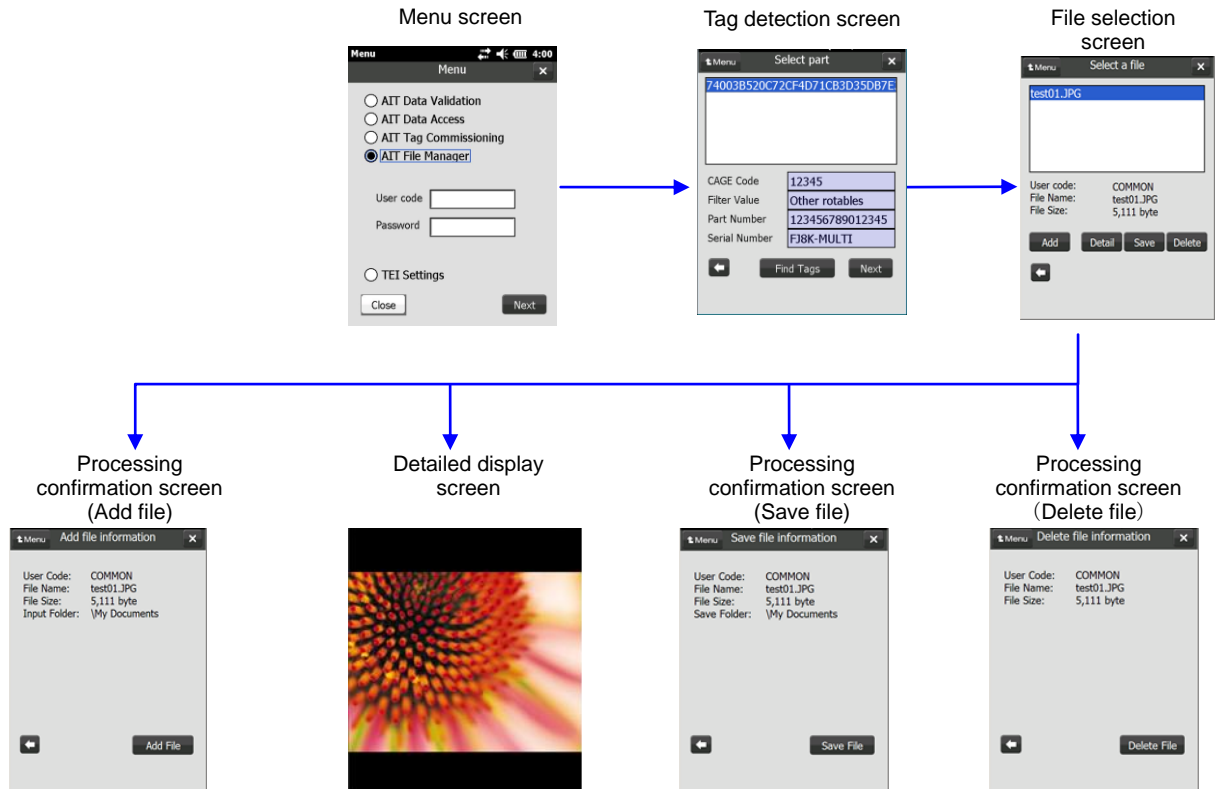 Menu screen
Menu 4:00
Menu ×
AIT Data Validation
AIT Data Access
AIT Tag Commissioning
AIT File Manager
User code
Password
TEI Settings
Close Next
Tag detection screen
Menu Select part ×
74003B520C72CF4D71CB3D35DB7E
CAGE Code 12345
Filter Value Other rotables
Part Number 123456789012345
Serial Number FJ8K-MULTI
Find Tags Next
File selection
screen
Menu Select a file ×
test01.JPG
User code: COMMON
File Name: test01.JPG
File Size: 5,111 byte
Add Detail Save Delete
Processing
confirmation screen
(Add file)
Menu Add file information ×
User Code: COMMON
File Name: test01.JPG
File Size: 5,111 byte
Input Folder: \My Documents
Add File
Detailed display
screen
Processing
confirmation screen
(Save file)
Menu Save file information ×
User Code: COMMON
File Name: test01.JPG
File Size: 5,111 byte
Save Folder: \My Documents
Save File
Processing
confirmation screen
（Delete file）
Menu Delete file information ×
User Code: COMMON
File Name: test01.JPG
File Size: 5,111 byte
Delete File